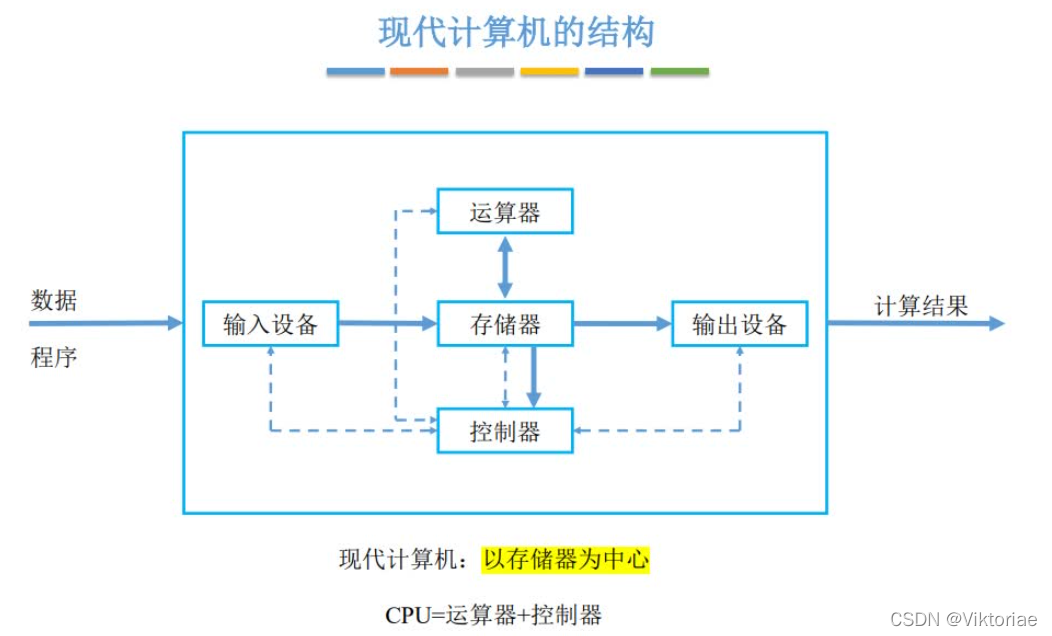 现代计算机的结构
运算器
数据
程序
输入设备
存储器
输出设备
计算结果
控制器
现代计算机：以存储器为中心
CPU=运算器+控制器
CSDN @Viktoriae